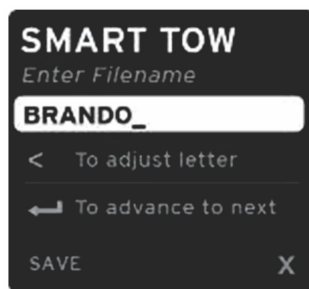 SMART TOW
Enter Filename
BRANDO_
< To adjust letter
To advance to next
SAVE X